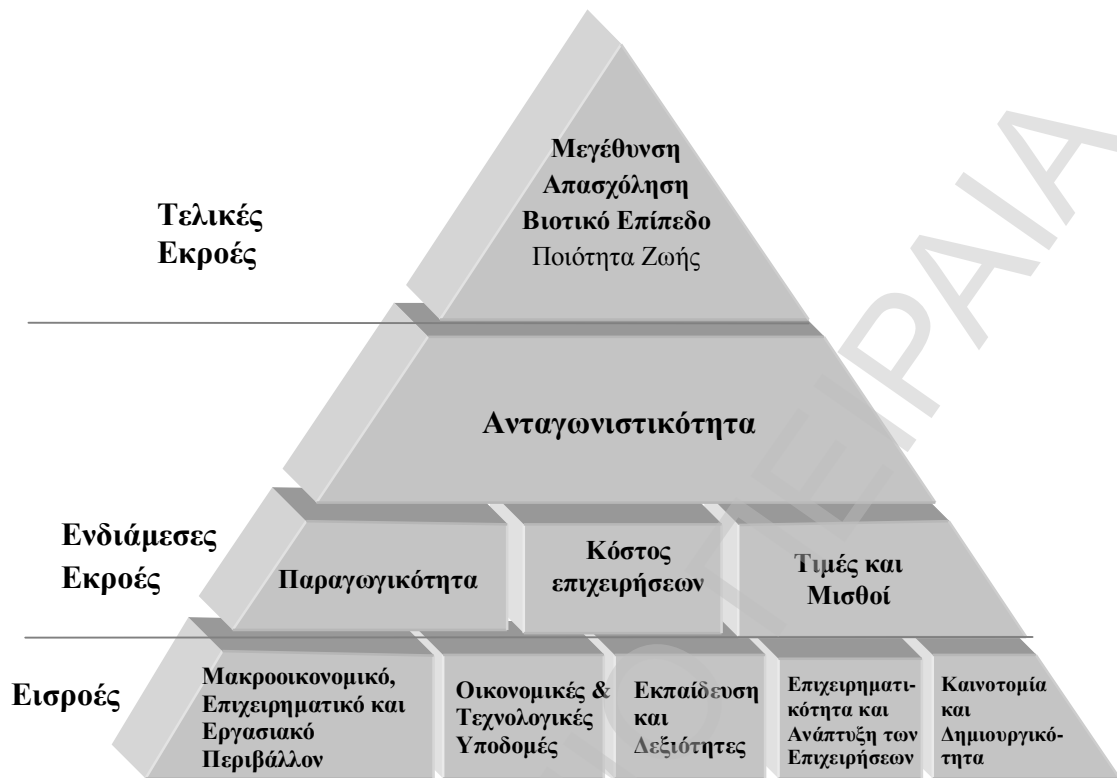 Μεγέθυνση
Απασχόληση
Βιοτικό Επίπεδο
Ποιότητα Ζωής
Τελικές
Εκροές
Ανταγωνιστικότητα
Ενδιάμεσες
Εκροές
Παραγωγικότητα
Κόστος
επιχειρήσεων
Τιμές και
Μισθοί
Εισροές
Μακροοικονομικό,
Επιχειρηματικό και
Εργασιακό
Περιβάλλον
Οικονομικές &
Τεχνολογικές
Υποδομές
Εκπαίδευση
και
Δεξιότητες
Επιχειρηματι-
κότητα και
Ανάπτυξη των
Επιχειρήσεων
Καινοτομία
και
Δημιουργικό-
τητα
ΠΕΙΡΑΙΑ